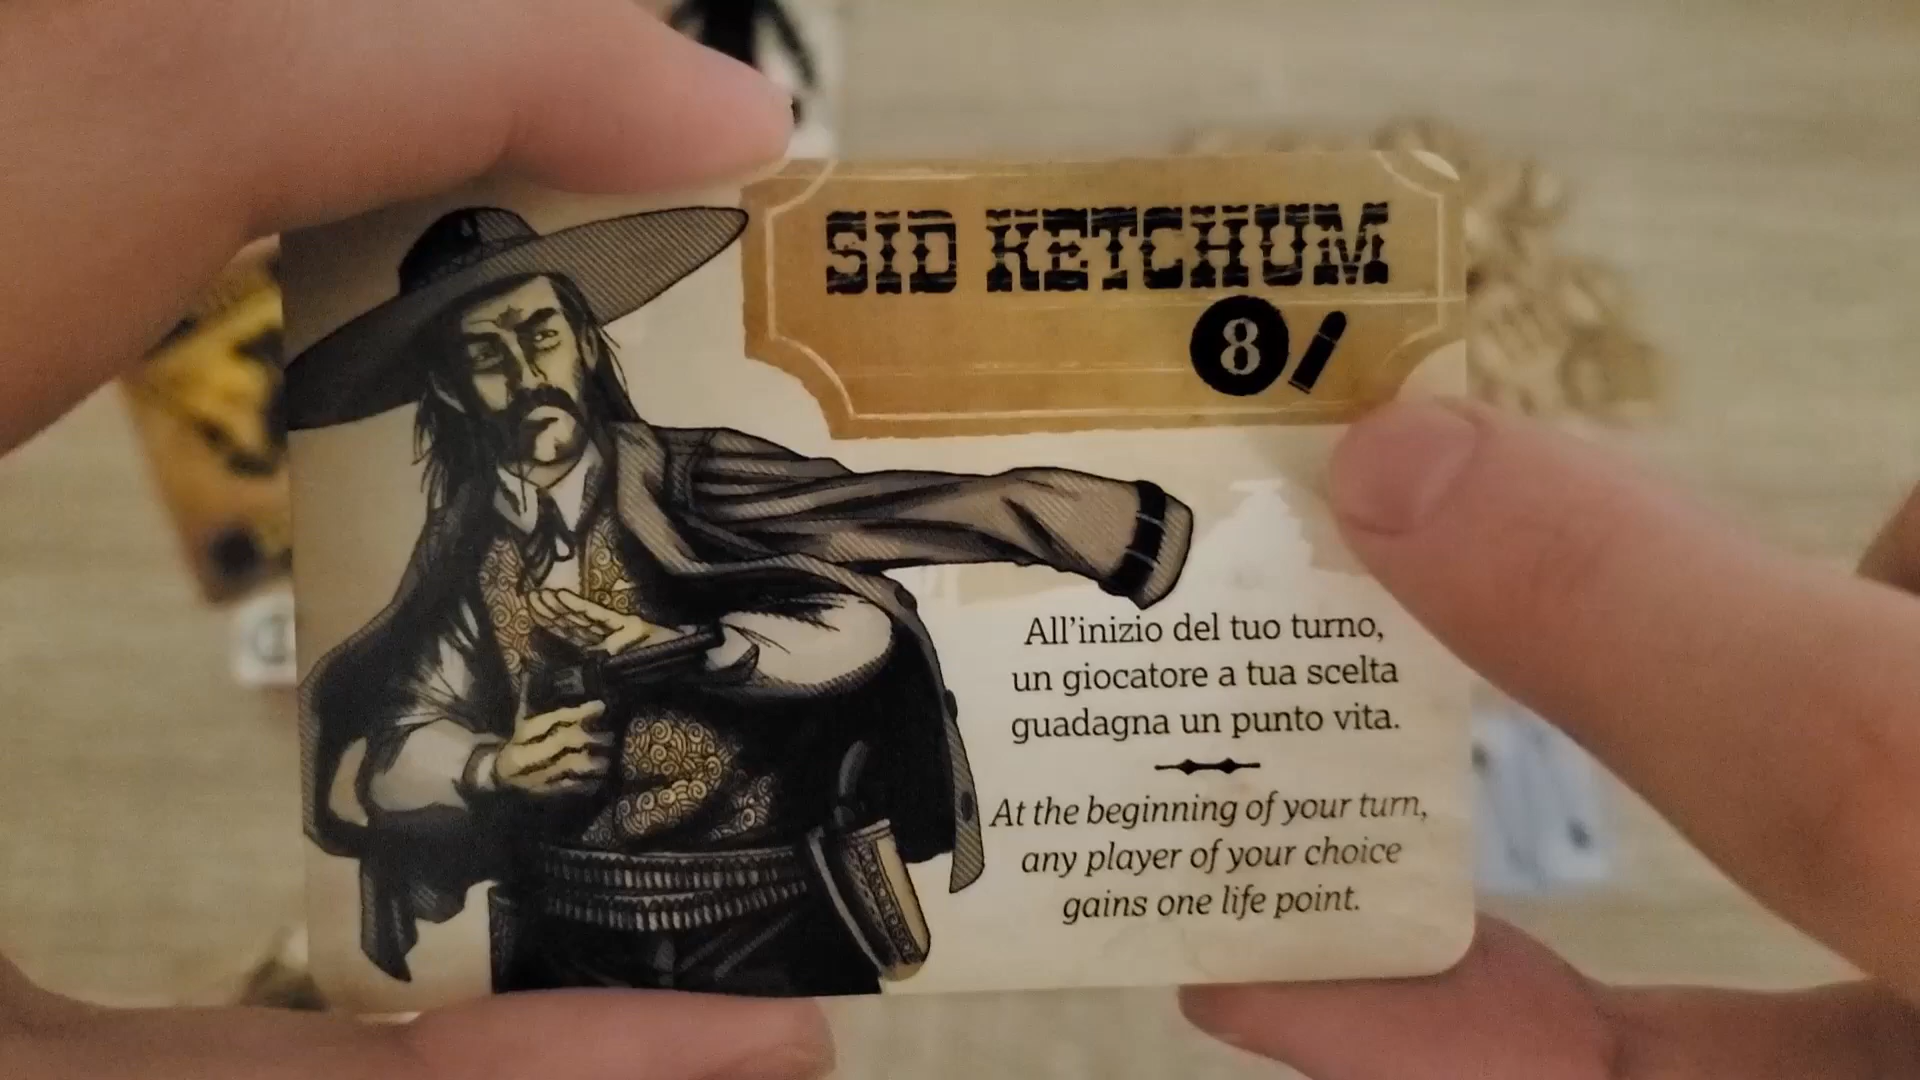 SID KETCHUM
8
All'inizio del tuo turno,
un giocatore a tua scelta
guadagna un punto vita.
At the beginning of your turn,
any player of your choice
gains one life point.